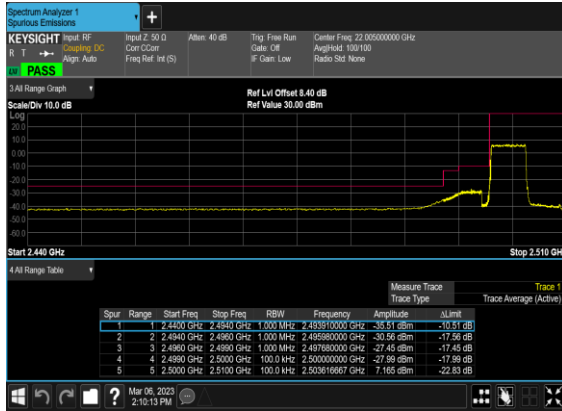 Spectrum Analyzer 1
Spurious Emissions
KEYSIGHT Input: RF Input Z: 50 Ω Atten: 40 dB Trig: Free Run Center Freq: 22.005000000 GHz
R T Coupling: DC Corr CCorr Gate: Off Avg|Hold: 100/100
Align: Auto Freq Ref: Int (S) IF Gain: Low Radio Std: None
PASS
3 All Range Graph
Ref Lvl Offset 8.40 dB
Scale/Div 10.0 dB Ref Value 30.00 dBm
Log
20.0
10.0
0.00
-10.0
-20.0
-30.0
-40.0
-50.0
-60.0
Start 2.440 GHz Stop 2.510 GH
4 All Range Table
Measure Trace Trace 1
Trace Type Trace Average (Active)
Spur Range Start Freq Stop Freq RBW Frequency Amplitude ΔLimit
1 1 2.4400 GHz 2.4940 GHz 1.000 MHz 2.493910000 GHz -35.51 dBm -10.51 dB
2 2 2.4940 GHz 2.4960 GHz 1.000 MHz 2.495980000 GHz -30.56 dBm -17.56 dB
3 3 2.4960 GHz 2.4990 GHz 1.000 MHz 2.497680000 GHz -27.45 dBm -17.45 dB
4 4 2.4990 GHz 2.5000 GHz 100.0 kHz 2.500000000 GHz -27.99 dBm -17.99 dB
5 5 2.5000 GHz 2.5100 GHz 100.0 kHz 2.503616667 GHz 7.165 dBm -22.83 dB
? Mar 06, 2023
2:10:13 PM